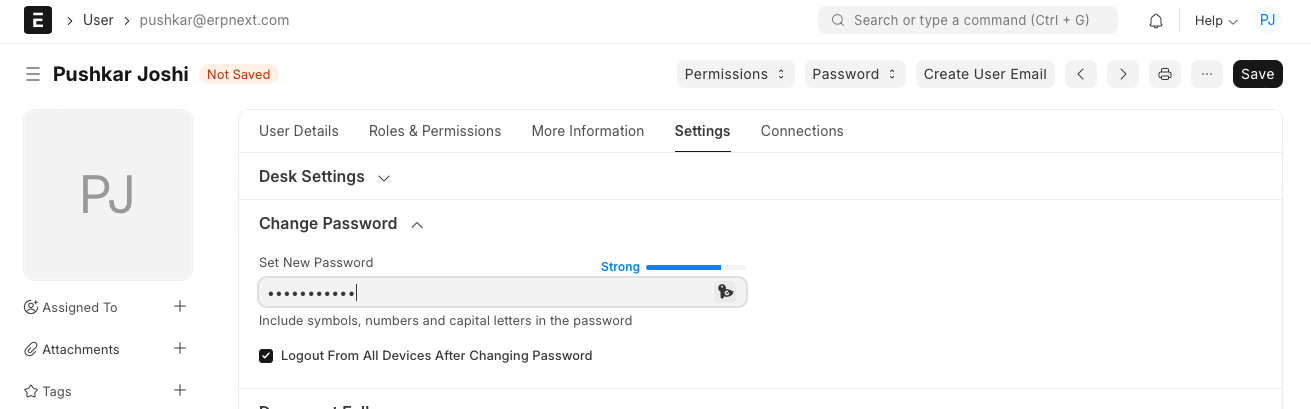 E User pushkar@erpnext.com Search or type a command (Ctrl + G) Help PJ
Pushkar Joshi Not Saved Permissions Password Create User Email ... Save
PJ
Assigned To +
Attachments +
Tags +
User Details Roles & Permissions More Information Settings Connections
Desk Settings
Change Password
Set New Password Strong
•••••••••••
Include symbols, numbers and capital letters in the password
Logout From All Devices After Changing Password